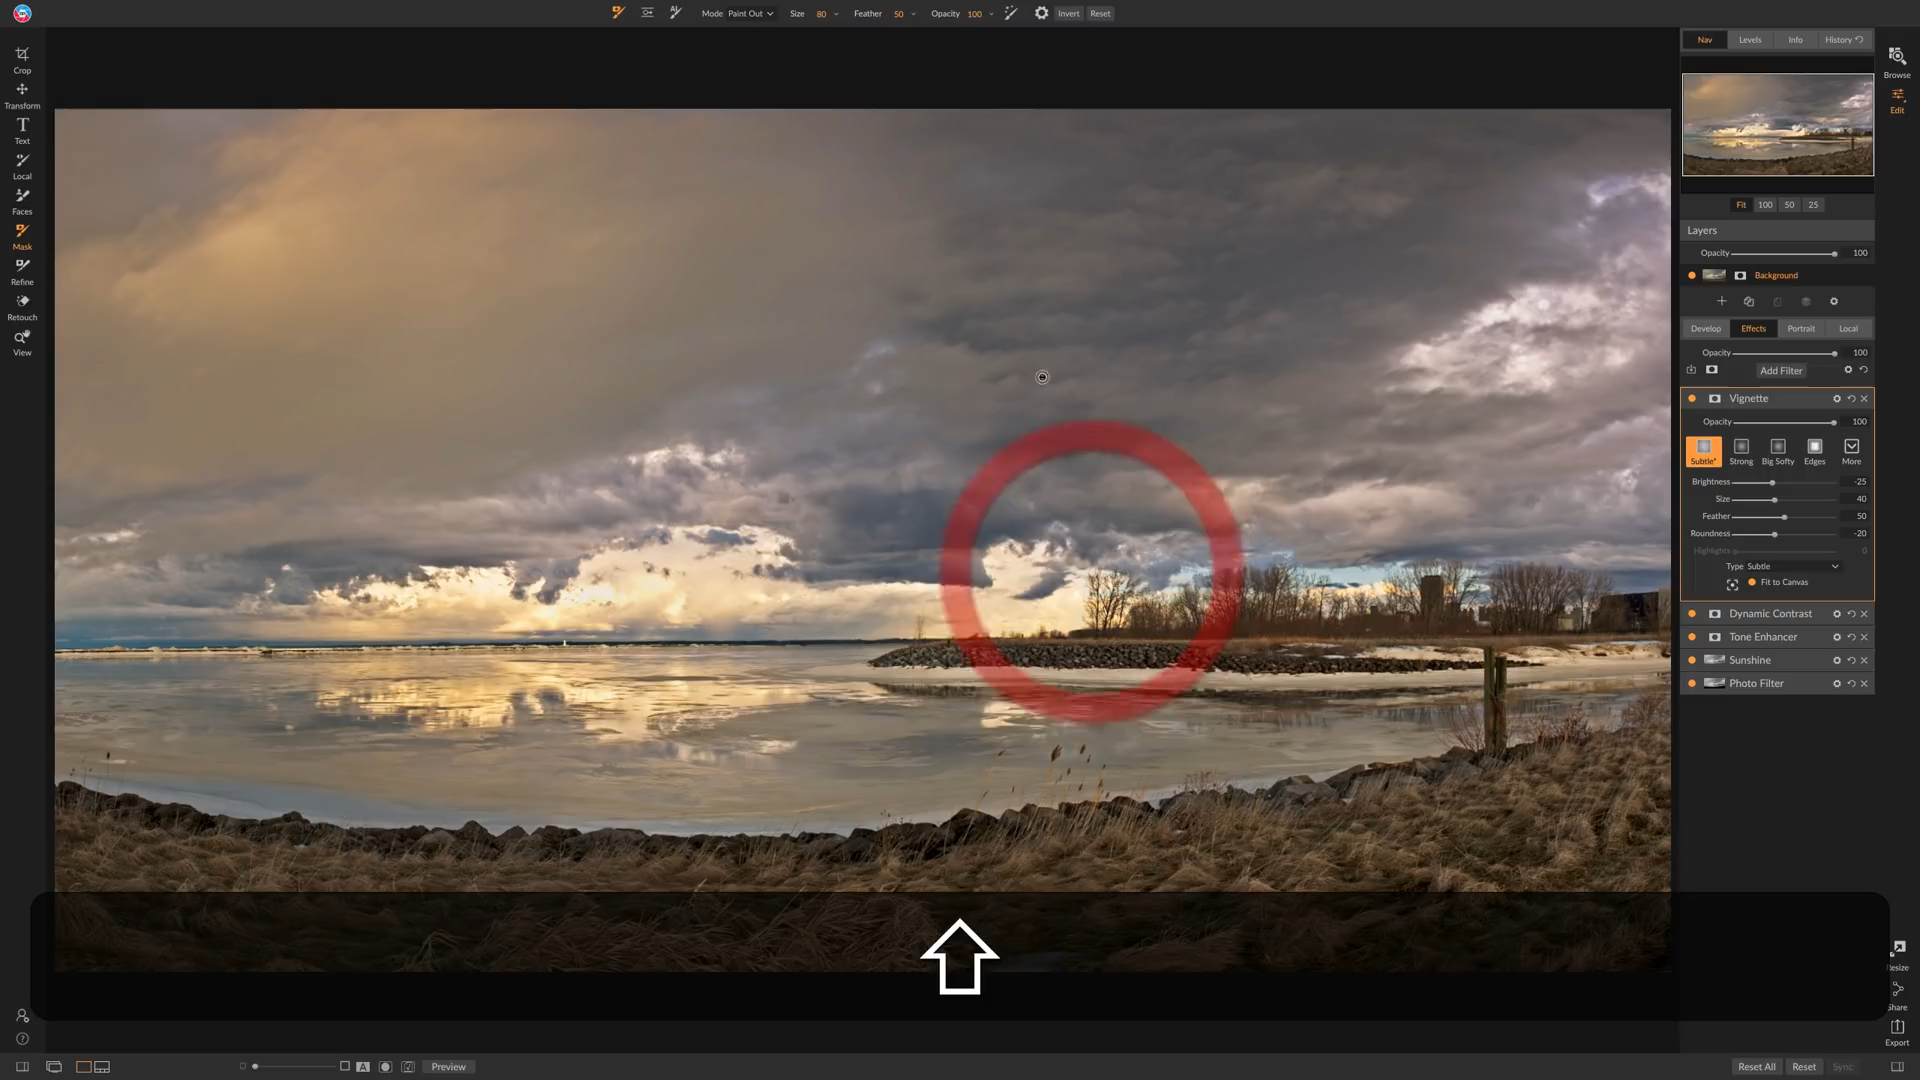 Mode Paint Out Size 80 Feather 50 Opacity 100 Invert Reset
Crop
Transform
Text
Local
Faces
Mask
Refine
Retouch
View
Nav Levels Info History
Fit 100 50 25
Layers
Opacity 100
Background
Develop Effects Portrait Local
Opacity 100
Add Filter
Vignette
Opacity 100
Subtle* Strong Big Softy Edges More
Brightness -25
Size 40
Feather 50
Roundness -20
Highlights 0
Type Subtle
Fit to Canvas
Dynamic Contrast
Tone Enhancer
Sunshine
Photo Filter
Browse
Edit
Resize
Share
Export
A Preview
Reset All Reset Sync